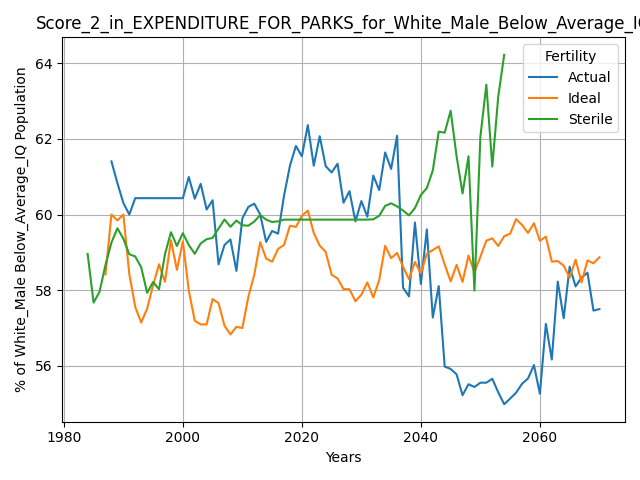 Score_2_in_EXPENDITURE_FOR_PARKS_for_White_Male_Below_Average_IQ
Fertility
Actual
Ideal
Sterile
% of White_Male Below_Average_IQ Population
64
62
60
58
56
1980
2000
2020
2040
2060
Years